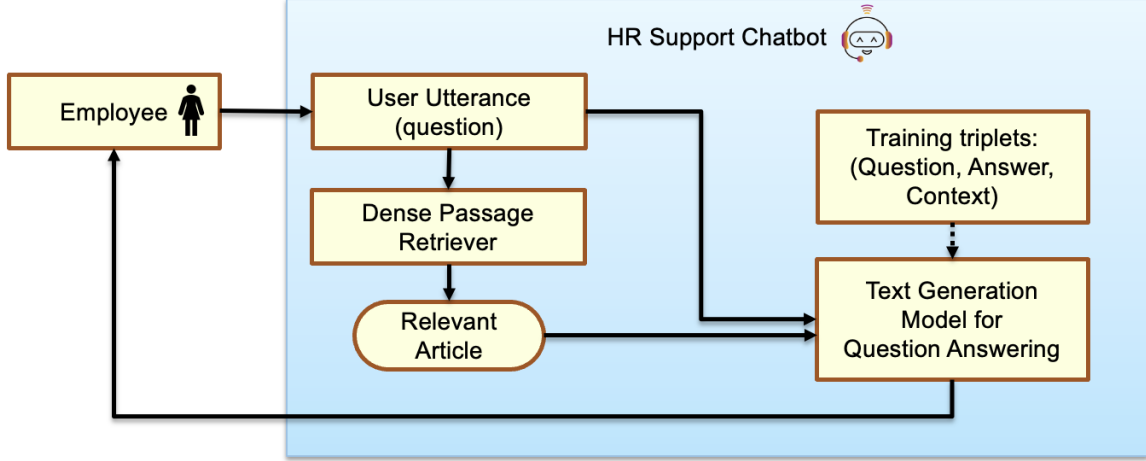 HR Support Chatbot
Employee
User Utterance
(question)
Dense Passage
Retriever
Relevant
Article
Training triplets:
(Question, Answer,
Context)
Text Generation
Model for
Question Answering